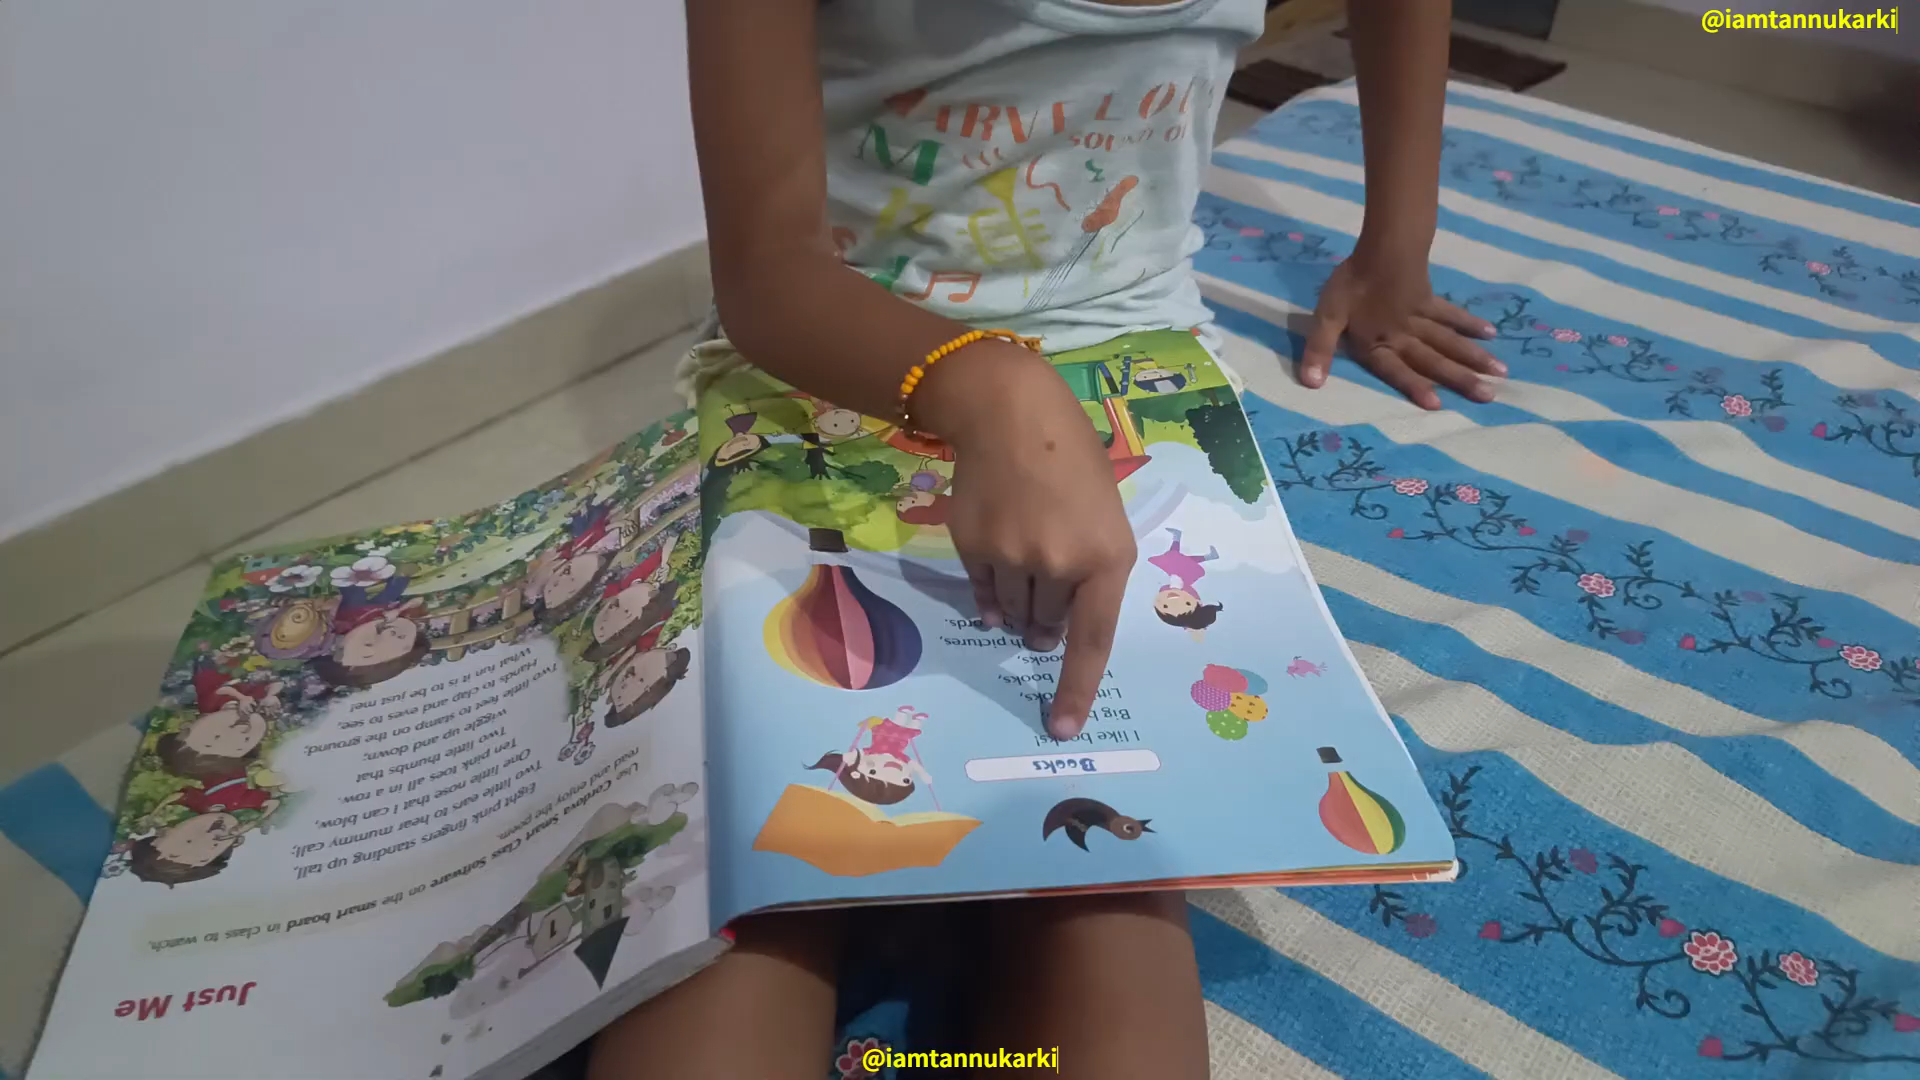 @iamtannukarki
MARVELOU
SOUND OF
M
Just Me
Use Cordova Smart Class Software on the smart board in class to watch,
read and enjoy the poem.
Eight pink fingers standing up tall,
Two little ears to hear mummy call;
One little nose that I can blow,
Ten pink toes all in a row.
Two little thumbs that
wiggle up and down;
Two little feet to stamp on the ground,
Hands to clap and eyes to see,
What fun it is to be just me!
1
Books
I like books!
Big
books,
books,
pictures,
@iamtannukarki